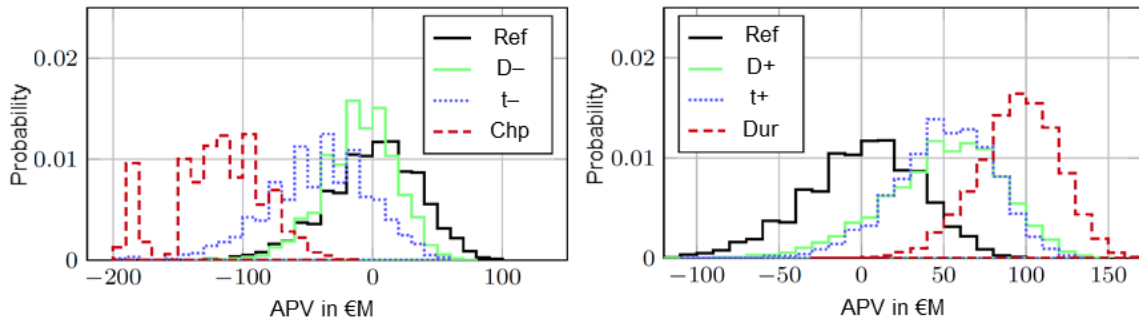 Probability
0.02
0.01
0
Ref
D−
t−
Chp
−200
−100
0
100
APV in €M
Probability
0.02
0.01
0
Ref
D+
t+
Dur
−100
−50
0
50
100
150
APV in €M